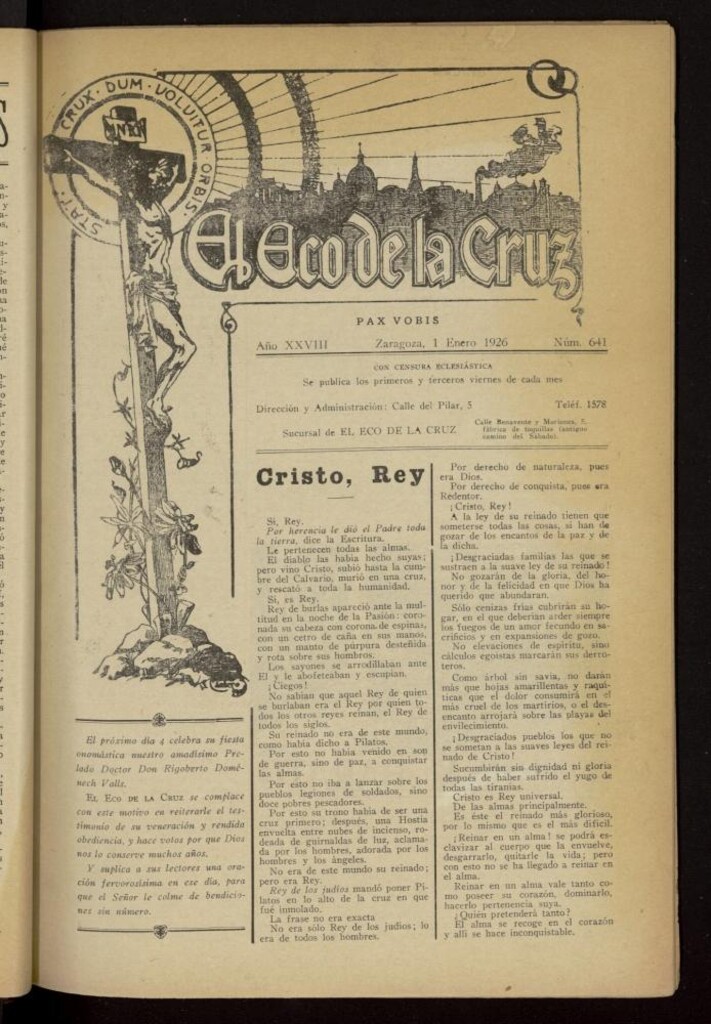 STAT · CRUX · DUM · VOLVITUR · ORBIS
INRI
El Eco de la Cruz
PAX VOBIS
Año XXVIII Zaragoza, 1 Enero 1926 Núm. 641
CON CENSURA ECLESIÁSTICA
Se publica los primeros y terceros viernes de cada mes
Dirección y Administración: Calle del Pilar, 5 Teléf. 1578
Sucursal de EL ECO DE LA CRUZ
Calle Benavente y Moriones,
fábrica de toquillas (antiguo
camino del Sábado).
El próximo día 4 celebra su fiesta
onomástica nuestro amadísimo Pre-
lado Doctor Don Rigoberto Domé-
nech Valls.
EL ECO DE LA CRUZ se complace
con este motivo en reiterarle el tes-
timonio de su veneración y rendida
obediencia, y hace votos por que Dios
nos lo conserve muchos años.
Y suplica a sus lectores una ora-
ción fervorosísima en ese día, para
que el Señor le colme de bendicio-
nes sin número.
Cristo, Rey
Sí, Rey.
Por herencia le dió el Padre toda
la tierra, dice la Escritura.
Le pertenecen todas las almas.
El diablo las había hecho suyas;
pero vino Cristo, subió hasta la cum-
bre del Calvario, murió en una cruz,
y rescató a toda la humanidad.
Sí, es Rey.
Rey de burlas apareció ante la mul-
titud en la noche de la Pasión: coro-
nada su cabeza con corona de espinas,
con un cetro de caña en sus manos,
con un manto de púrpura desteñida
y rota sobre sus hombros.
Los sayones se arrodillaban ante
El y le abofeteaban y escupían.
¡Ciegos!
No sabían que aquel Rey de quien
se burlaban era el Rey por quien to-
dos los otros reyes reinan, el Rey de
todos los siglos.
Su reinado no era de este mundo,
como había dicho a Pilatos.
Por esto no había venido en son
de guerra, sino de paz, a conquistar
las almas.
Por esto no iba a lanzar sobre los
pueblos legiones de soldados, sino
doce pobres pescadores.
Por esto su trono había de ser una
cruz primero; después, una Hostia
envuelta entre nubes de incienso, ro-
deada de guirnaldas de luz, aclama-
da por los hombres, adorada por los
hombres y los ángeles.
No era de este mundo su reinado;
pero era Rey.
Rey de los judíos mandó poner Pi-
latos en lo alto de la cruz en que
fué inmolado.
La frase no era exacta
No era sólo Rey de los judíos; lo
era de todos los hombres.
Por derecho de naturaleza, pues
era Dios.
Por derecho de conquista, pues era
Redentor.
¡Cristo, Rey!
A la ley de su reinado tienen que
someterse todas las cosas, si han de
gozar de los encantos de la paz y de
la dicha.
¡Desgraciadas familias las que se
sustraen a la suave ley de su reinado!
No gozarán de la gloria, del ho-
nor y de la felicidad en que Dios ha
querido que abundaran.
Sólo cenizas frías cubrirán su ho-
gar, en el que deberían arder siempre
los fuegos de un amor fecundo en sa-
crificios y en expansiones de gozo.
No elevaciones de espíritu, sino
cálculos egoístas marcarán sus derro-
teros.
Como árbol sin savia, no darán
más que hojas amarillentas y raquí-
ticas que el dolor consumirá en el
más cruel de los martirios, o el des-
encanto arrojará sobre las playas del
envilecimiento.
¡Desgraciados pueblos los que no
se sometan a las suaves leyes del rei-
nado de Cristo!
Sucumbirán sin dignidad ni gloria
después de haber sufrido el yugo de
todas las tiranías.
Cristo es Rey universal.
De las almas principalmente.
Es éste el reinado más glorioso,
por lo mismo que es el más difícil.
¡Reinar en un alma! se podrá es-
clavizar al cuerpo que la envuelve,
desgarrarlo, quitarle la vida; pero
con esto no se ha llegado a reinar en
el alma.
Reinar en un alma vale tanto co-
mo poseer su corazón, dominarlo,
hacerlo pertenencia suya.
¿Quién pretenderá tanto?
El alma se recoge en el corazón
y allí se hace inconquistable.